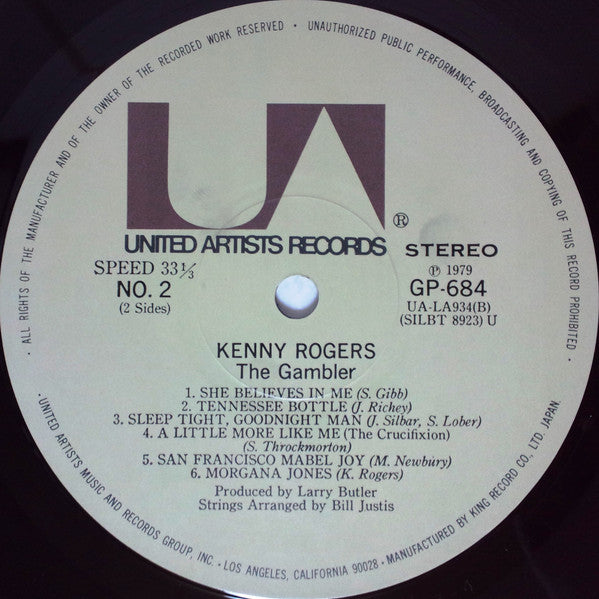 · ALL RIGHTS OF THE MANUFACTURER AND OF THE OWNER OF THE RECORDED WORK RESERVED · UNAUTHORIZED PUBLIC PERFORMANCE, BROADCASTING AND COPYING OF THIS RECORD PROHIBITED ·
UA®
UNITED ARTISTS RECORDS
STEREO
SPEED 33 1/3
NO. 2
(2 Sides)
℗ 1979
GP-684
UA-LA934(B)
(SILBT 8923) U
KENNY ROGERS
The Gambler
1. SHE BELIEVES IN ME (S. Gibb)
2. TENNESSEE BOTTLE (J. Richey)
3. SLEEP TIGHT, GOODNIGHT MAN (J. Silbar, S. Lober)
4. A LITTLE MORE LIKE ME (The Crucifixion)
(S. Throckmorton)
5. SAN FRANCISCO MABEL JOY (M. Newbury)
6. MORGANA JONES (K. Rogers)
Produced by Larry Butler
Strings Arranged by Bill Justis
· UNITED ARTISTS MUSIC AND RECORDS GROUP, INC. · LOS ANGELES, CALIFORNIA 90028 · MANUFACTURED BY KING RECORD CO., LTD, JAPAN.